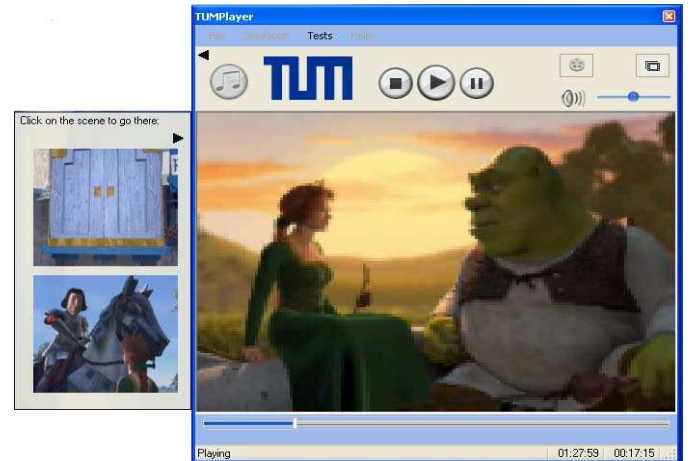 TUMPlayer
File Simulation Tests Help
TUM
Click on the scene to go there:
Playing 01:27:59 00:17:15